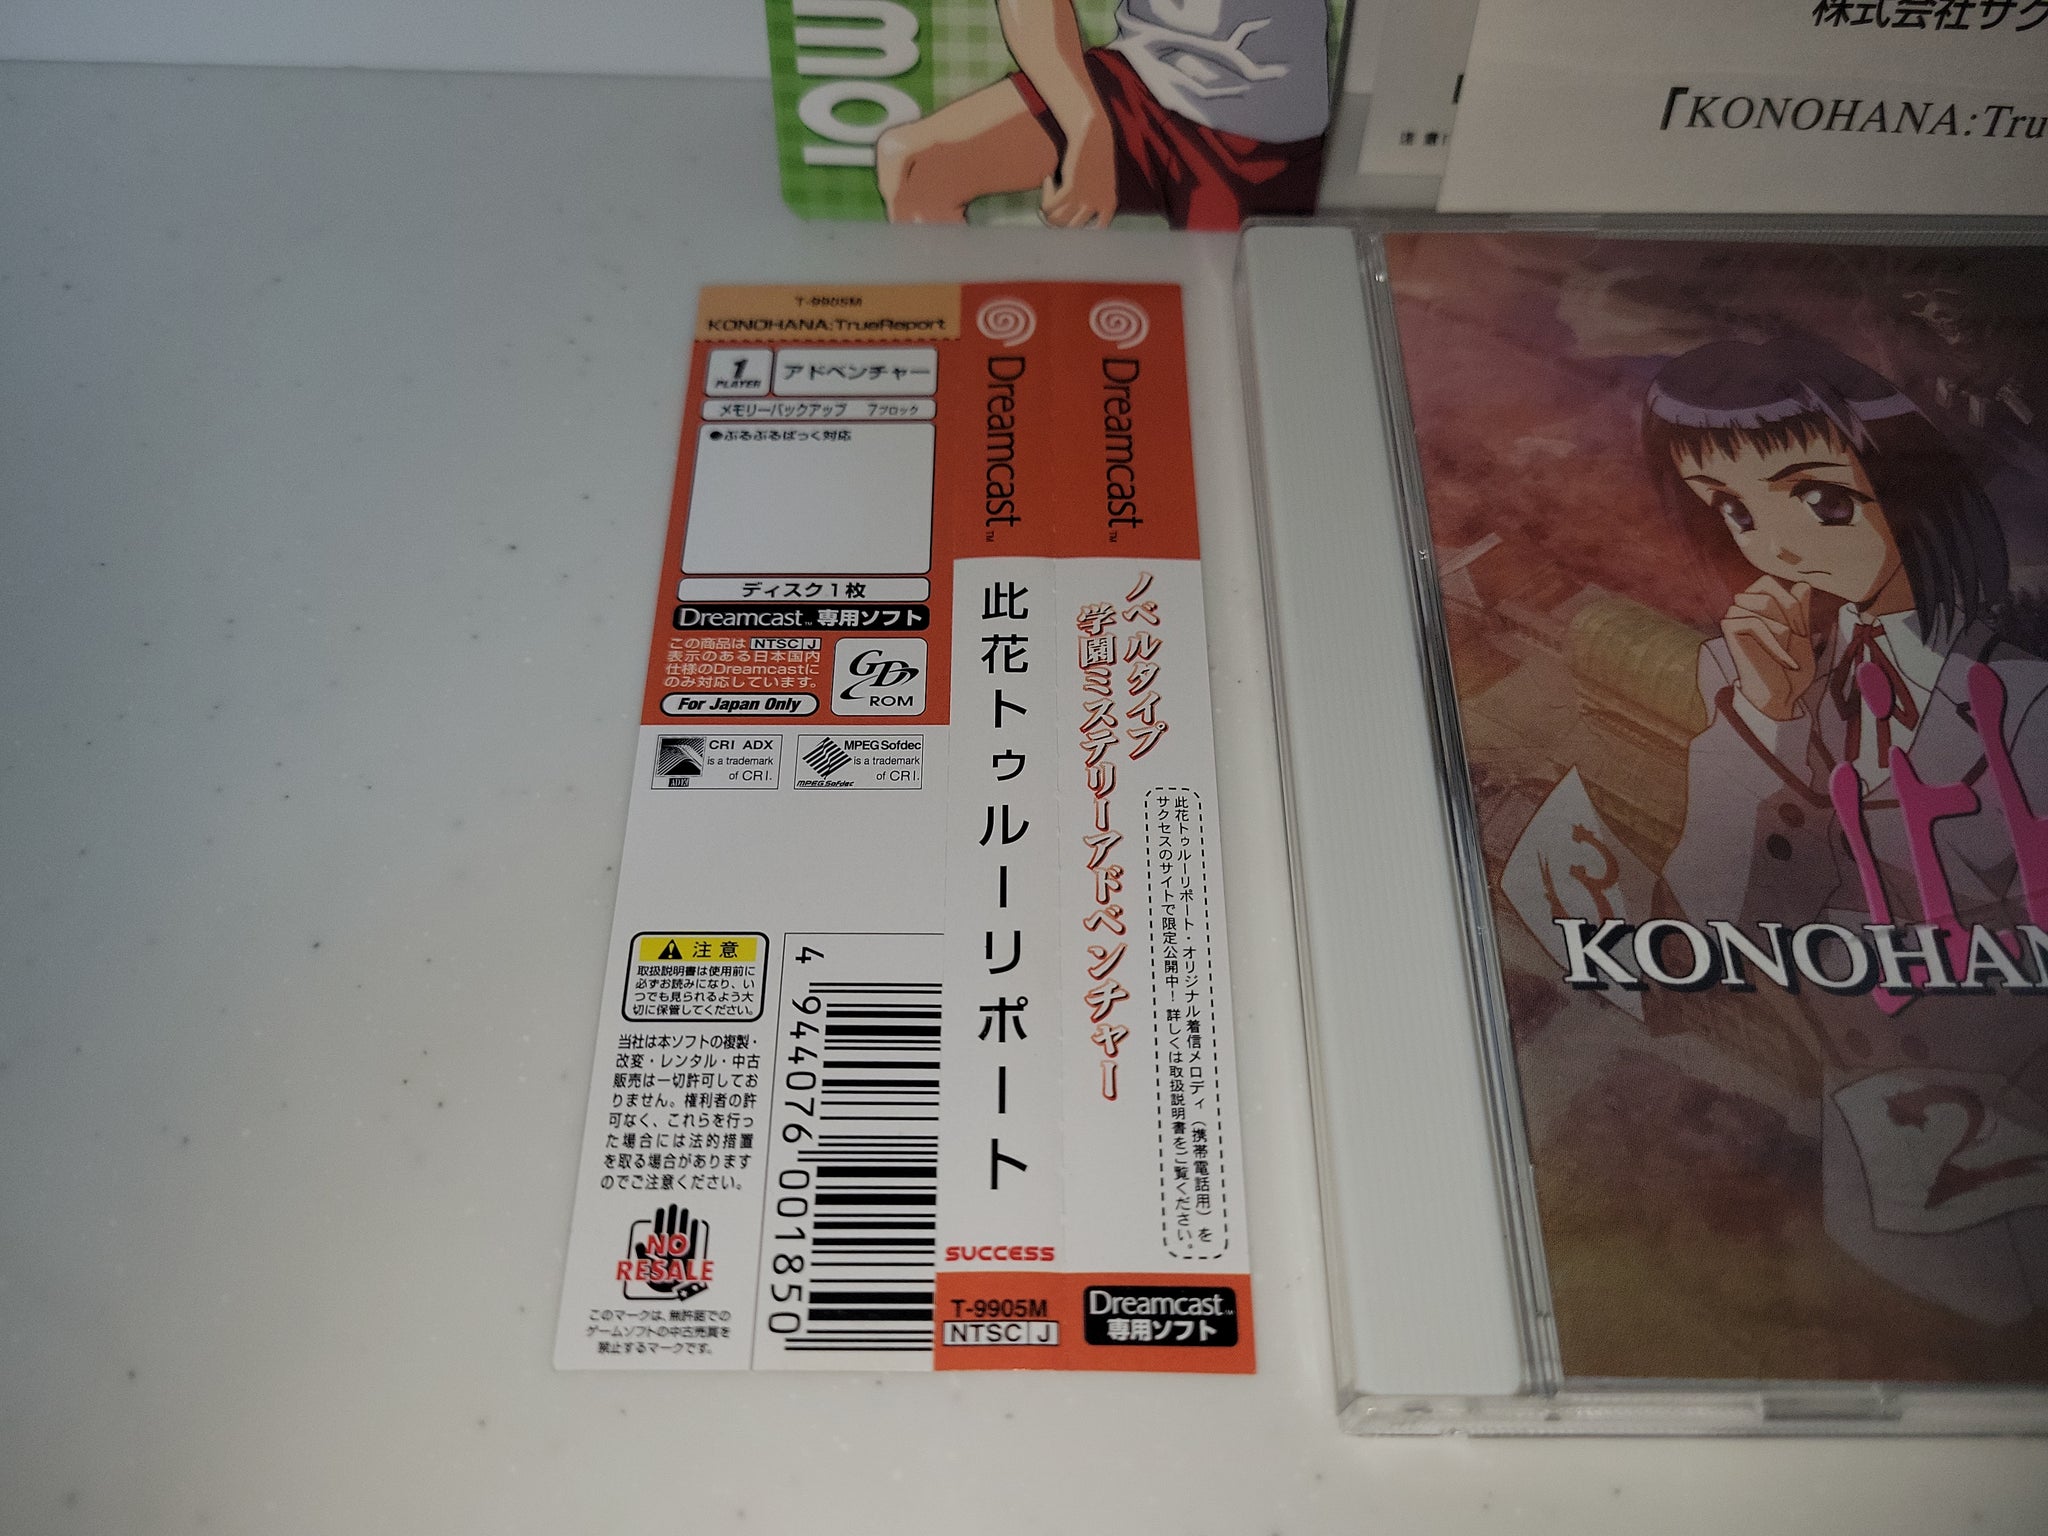 株式会社サク
「KONOHANA:Tru
T-9905M
KONOHANA:TrueReport
1
PLAYER
アドベンチャー
メモリーバックアップ 7ブロック
●ぷるぷるぱっく対応
ディスク1枚
Dreamcast™ 専用ソフト
この商品は NTSC J
表示のある日本国内
仕様のDreamcastに
のみ対応しています。
For Japan Only
GD
ROM
CRI ADX
is a trademark
of CRI.
ADX
MPEG Sofdec
is a trademark
of CRI.
MPEG Sofdec
注意
取扱説明書は使用前に
必ずお読みになり、い
つでも見られるよう大
切に保管してください。
当社は本ソフトの複製・
改変・レンタル・中古
販売は一切許可してお
りません。権利者の許
可なく、これらを行っ
た場合には法的措置
を取る場合があります
のでご注意ください。
NO
RESALE
このマークは、無許諾での
ゲームソフトの中古売買を
禁止するマークです。
4 944076 001850
Dreamcast™
此花トゥルーリポート
SUCCESS
T-9905M
NTSC J
Dreamcast™
ノベルタイプ
学園ミステリーアドベンチャー
此花トゥルーリポート・オリジナル着信メロディ(携帯電話用)を
サクセスのサイトで限定公開中!詳しくは取扱説明書をご覧ください。
Dreamcast™
専用ソフト
KONOHAN
2